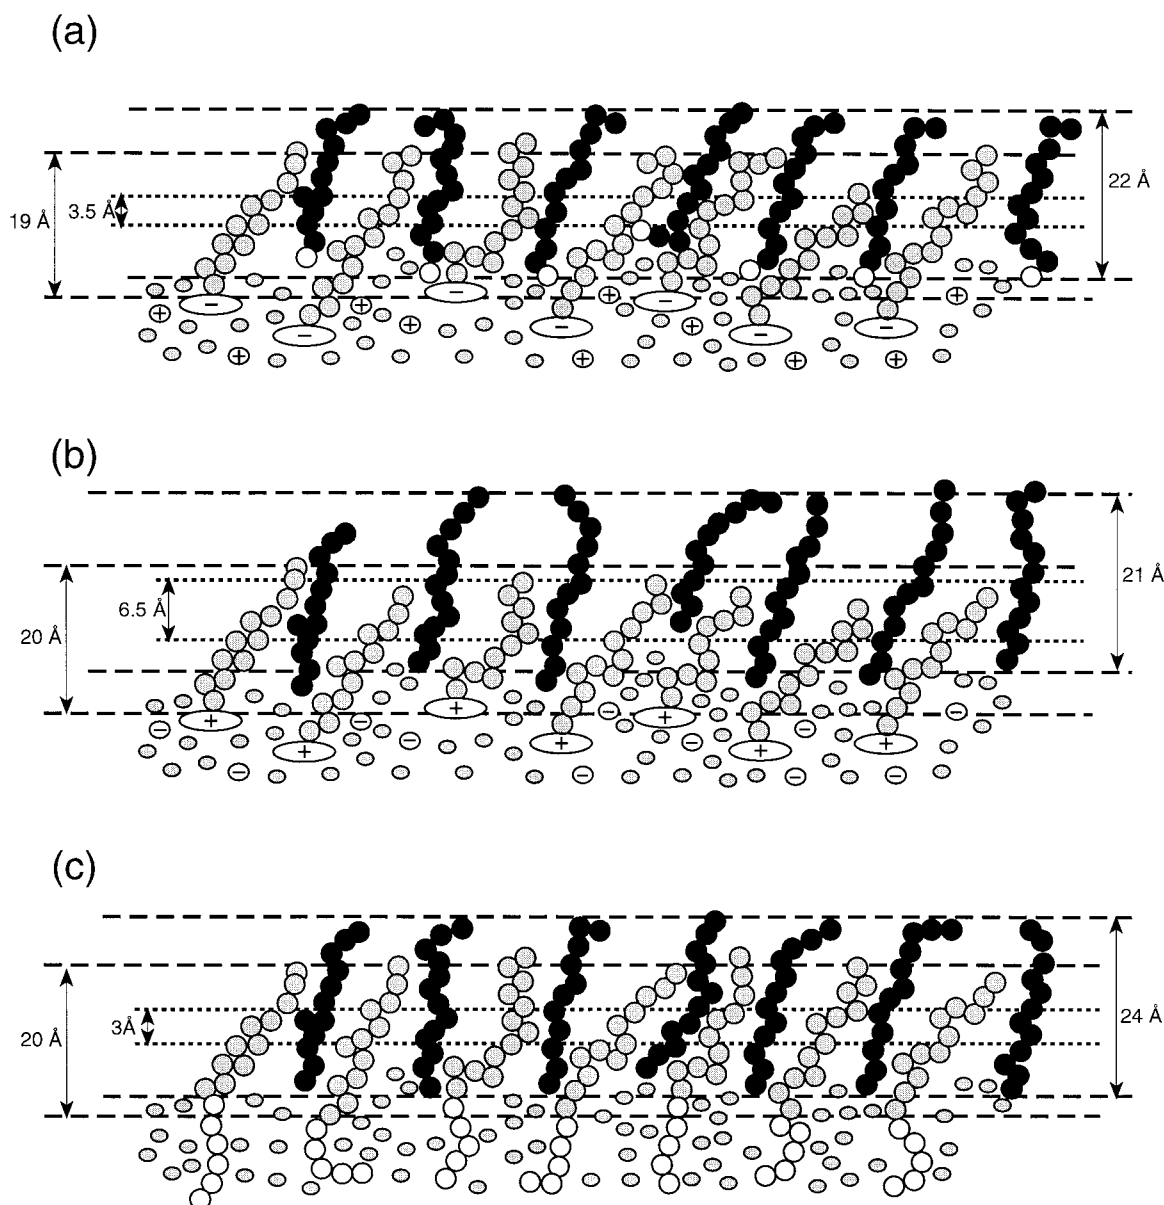 (a)
22 Å
3.5 Å
19 Å
− − − − − − −
+ + + + + + + +
(b)
21 Å
6.5 Å
20 Å
+ + + + + + +
− − − − − − − −
(c)
24 Å
3Å
20 Å